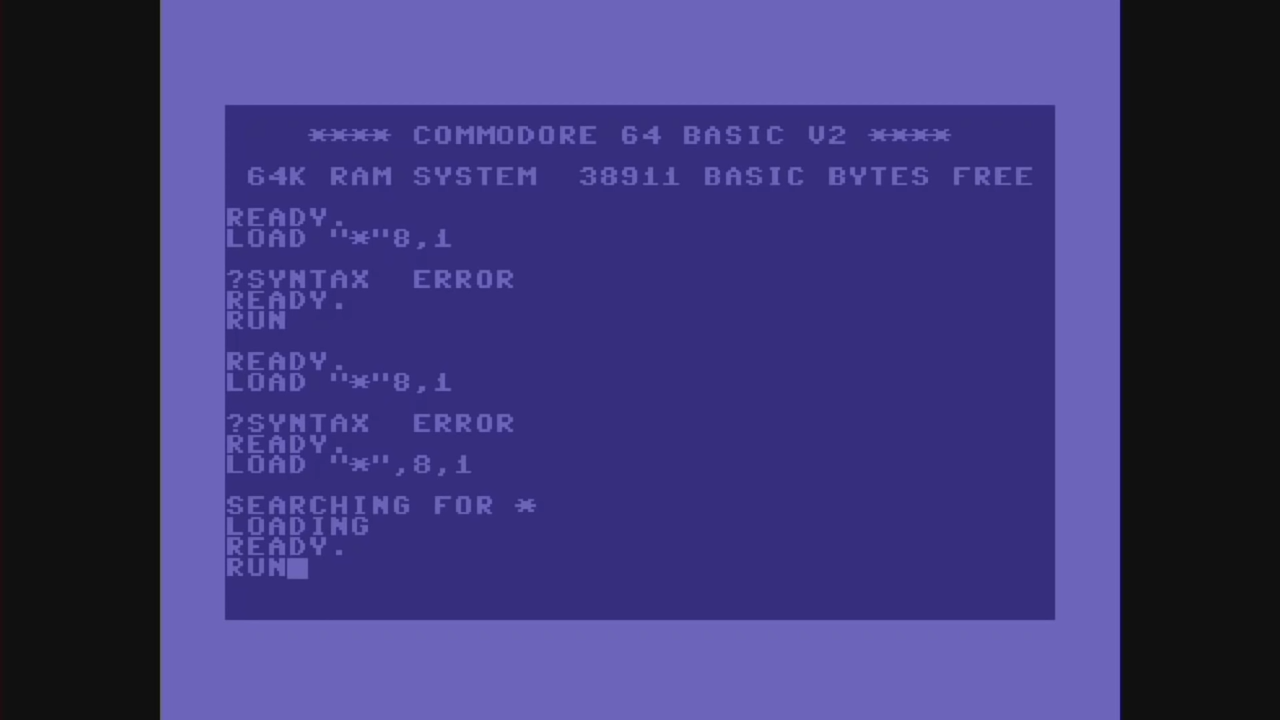 **** COMMODORE 64 BASIC V2 ****
64K RAM SYSTEM  38911 BASIC BYTES FREE
READY.
LOAD "*"8,1
?SYNTAX  ERROR
READY.
RUN
READY.
LOAD "*"8,1
?SYNTAX  ERROR
READY.
LOAD "*",8,1
SEARCHING FOR *
LOADING
READY.
RUN